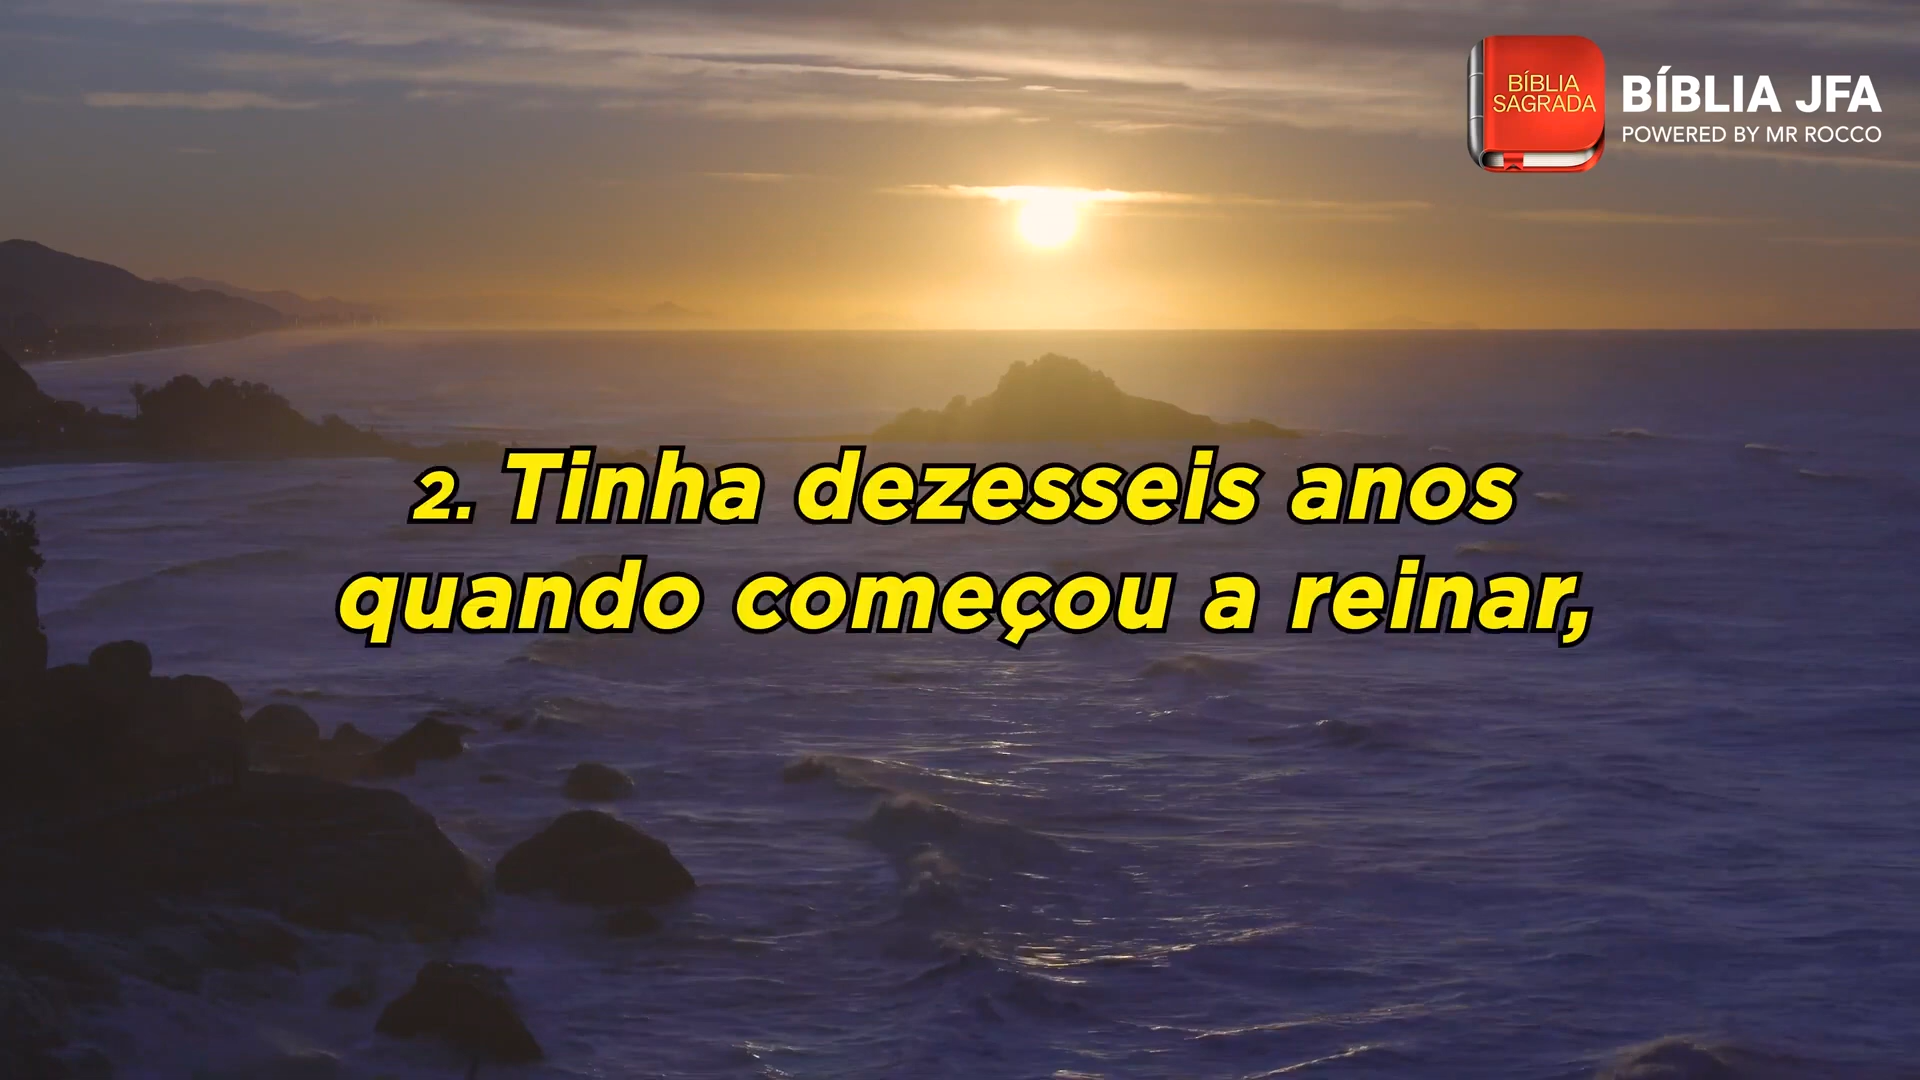 BÍBLIA
SAGRADA
BÍBLIA JFA
POWERED BY MR ROCCO
2. Tinha dezesseis anos
quando começou a reinar,